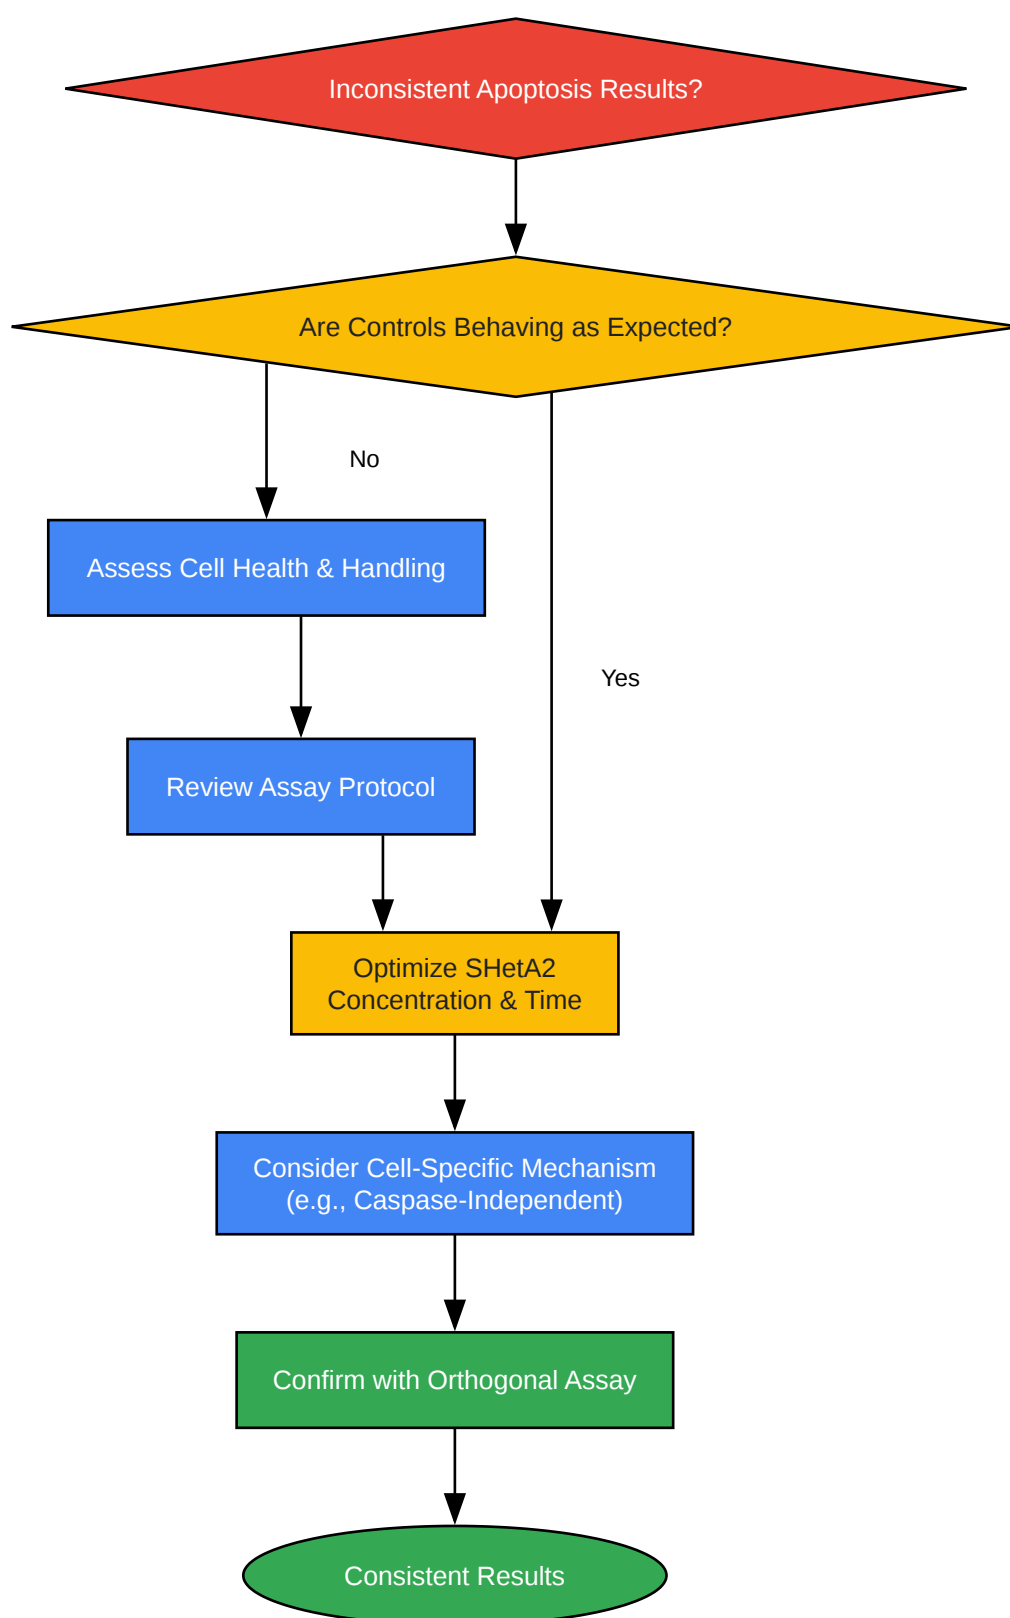 Inconsistent Apoptosis Results?
Are Controls Behaving as Expected?
No
Assess Cell Health & Handling
Yes
Review Assay Protocol
Optimize SHetA2
Concentration & Time
Consider Cell-Specific Mechanism
(e.g., Caspase-Independent)
Confirm with Orthogonal Assay
Consistent Results